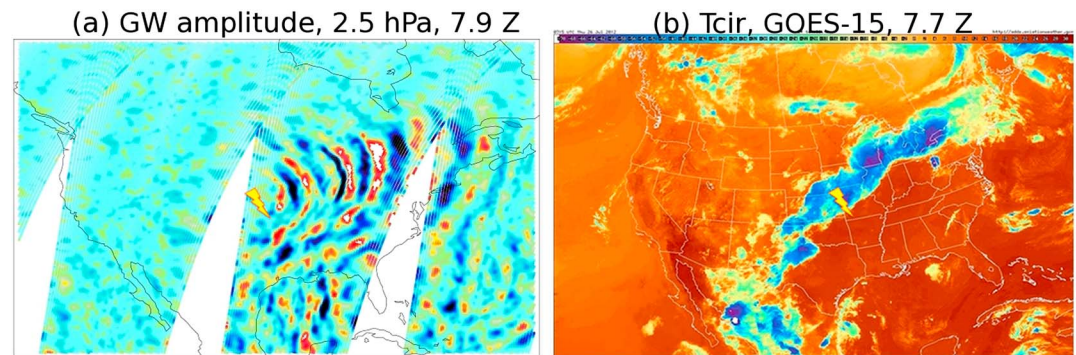 (a) GW amplitude, 2.5 hPa, 7.9 Z
(b) Tcir, GOES-15, 7.7 Z